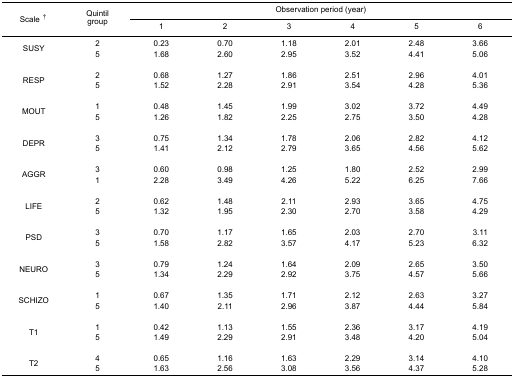 Scale † Quintil group Observation period (year)
1 2 3 4 5 6
SUSY 2 0.23 0.70 1.18 2.01 2.48 3.66
5 1.68 2.60 2.95 3.52 4.41 5.06
RESP 2 0.68 1.27 1.86 2.51 2.96 4.01
5 1.52 2.28 2.91 3.54 4.28 5.36
MOUT 1 0.48 1.45 1.99 3.02 3.72 4.49
5 1.26 1.82 2.25 2.75 3.50 4.28
DEPR 3 0.75 1.34 1.78 2.06 2.82 4.12
5 1.41 2.12 2.79 3.65 4.56 5.62
AGGR 3 0.60 0.98 1.25 1.80 2.52 2.99
1 2.28 3.49 4.26 5.22 6.25 7.66
LIFE 2 0.62 1.48 2.11 2.93 3.65 4.75
5 1.32 1.95 2.30 2.70 3.58 4.29
PSD 3 0.70 1.17 1.65 2.03 2.70 3.11
5 1.58 2.82 3.57 4.17 5.23 6.32
NEURO 3 0.79 1.24 1.64 2.09 2.65 3.50
5 1.34 2.29 2.92 3.75 4.57 5.66
SCHIZO 1 0.67 1.35 1.71 2.12 2.63 3.27
5 1.40 2.11 2.96 3.87 4.44 5.84
T1 1 0.42 1.13 1.55 2.36 3.17 4.19
5 1.49 2.29 2.91 3.48 4.20 5.04
T2 4 0.65 1.16 1.63 2.29 3.14 4.10
5 1.63 2.56 3.08 3.56 4.37 5.28